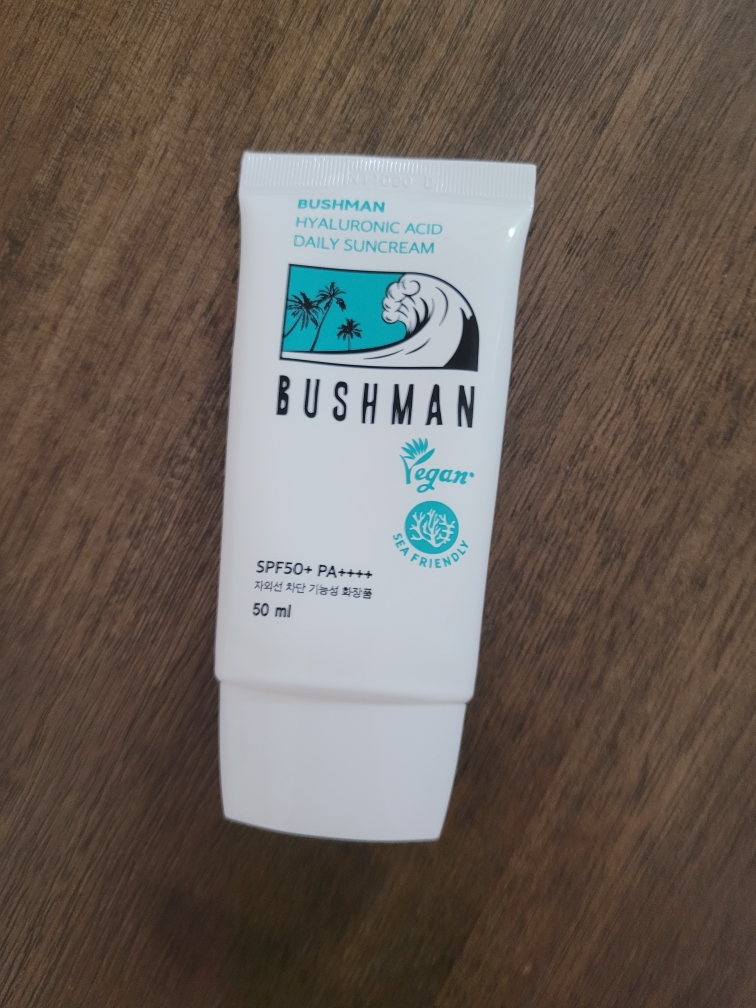 BUSHMAN
HYALURONIC ACID
DAILY SUNCREAM
BUSHMAN
Vegan
SEA FRIENDLY
SPF50+ PA++++
자외선 차단 기능성 화장품
50 ml